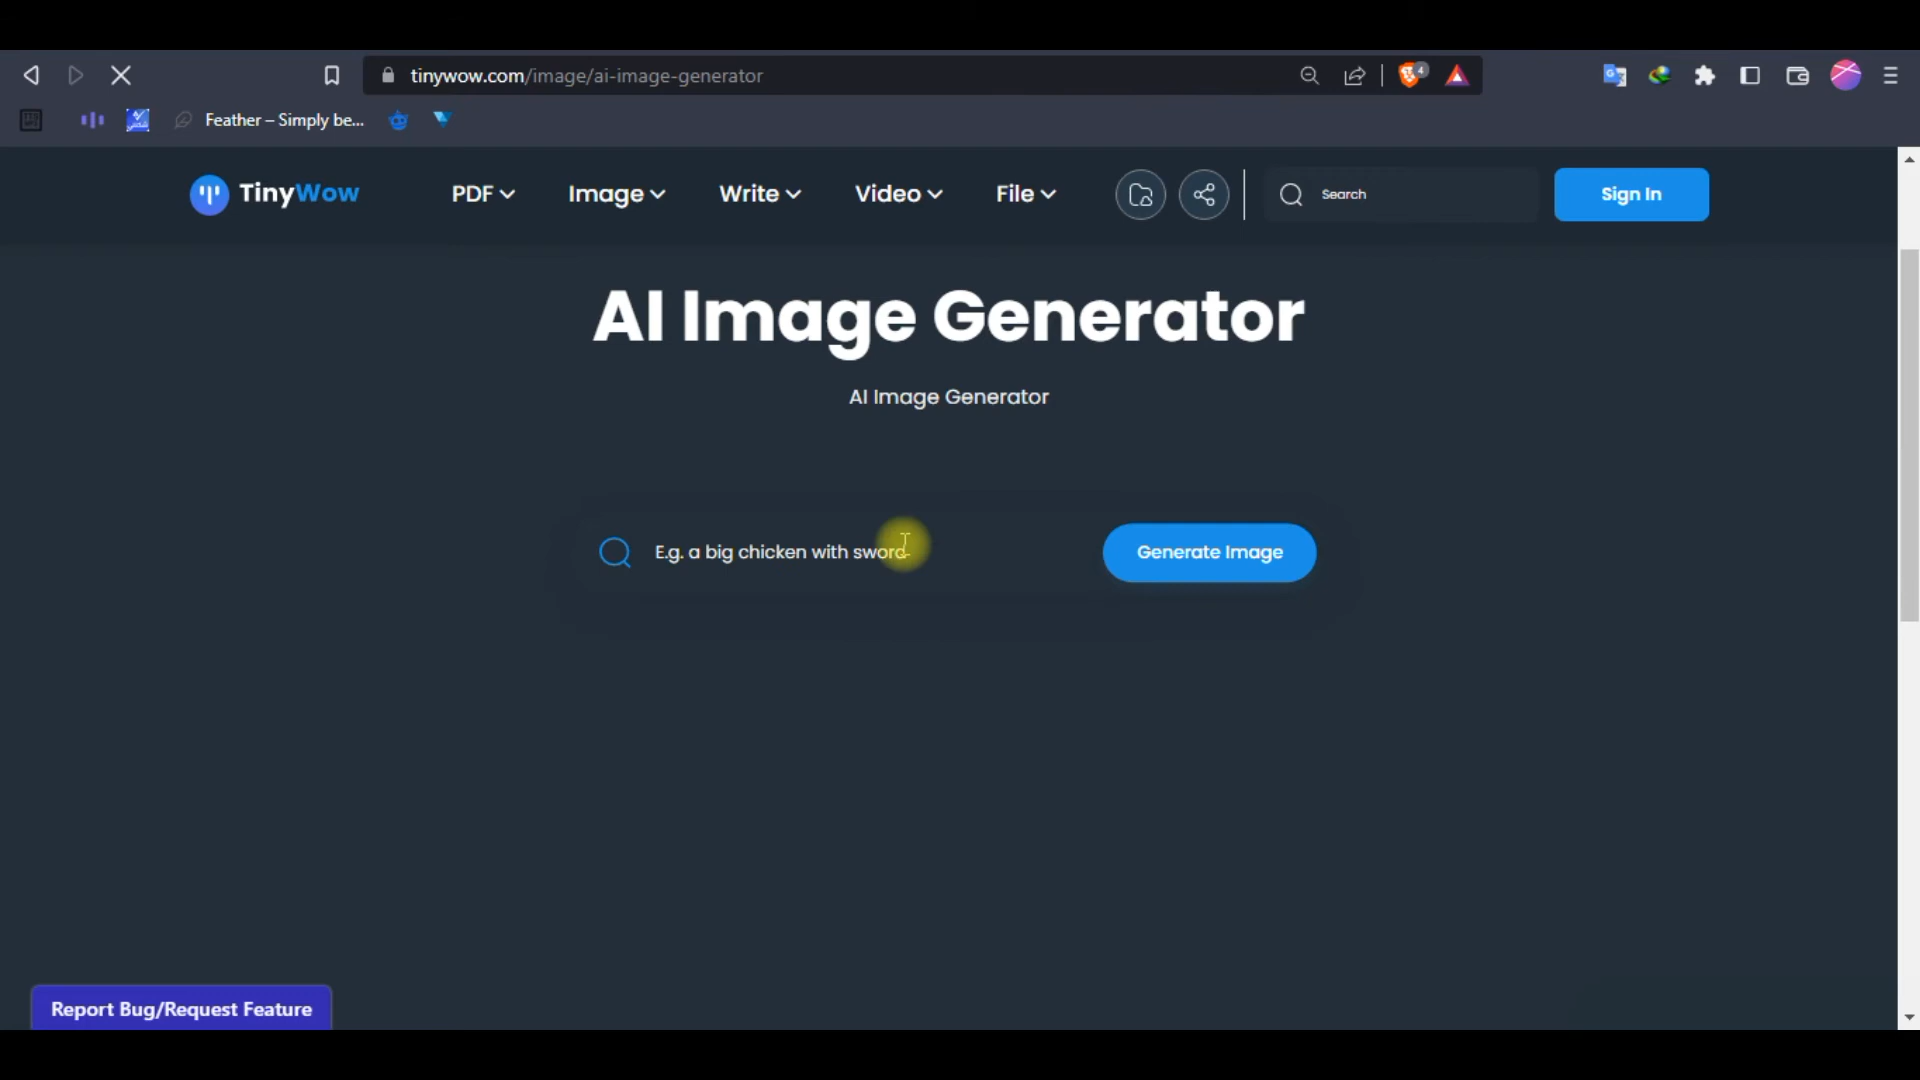 tinywow.com/image/ai-image-generator
4
Feather – Simply be...
TinyWow
PDF
Image
Write
Video
File
Search
Sign In
AI Image Generator
AI Image Generator
E.g. a big chicken with sword
Generate Image
Report Bug/Request Feature